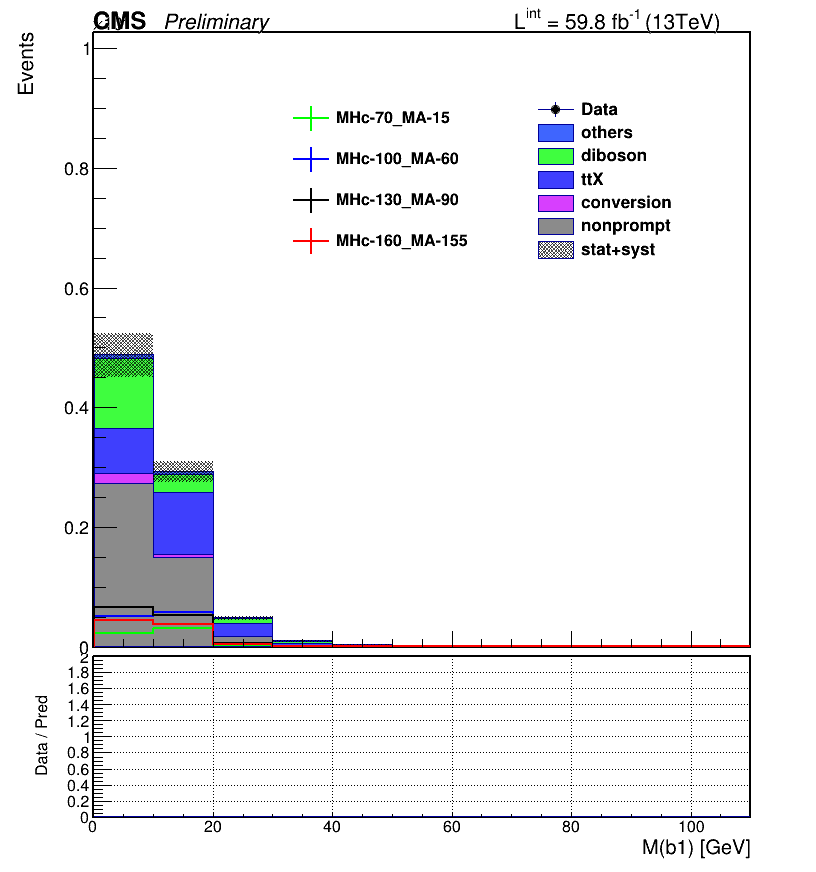 CMS Preliminary
L^int = 59.8 fb^-1 (13TeV)
Events
1
0.8
0.6
0.4
0.2
0
MHc-70_MA-15
MHc-100_MA-60
MHc-130_MA-90
MHc-160_MA-155
Data
others
diboson
ttX
conversion
nonprompt
stat+syst
Data / Pred
2
1.8
1.6
1.4
1.2
1
0.8
0.6
0.4
0.2
0
0 20 40 60 80 100
M(b1) [GeV]